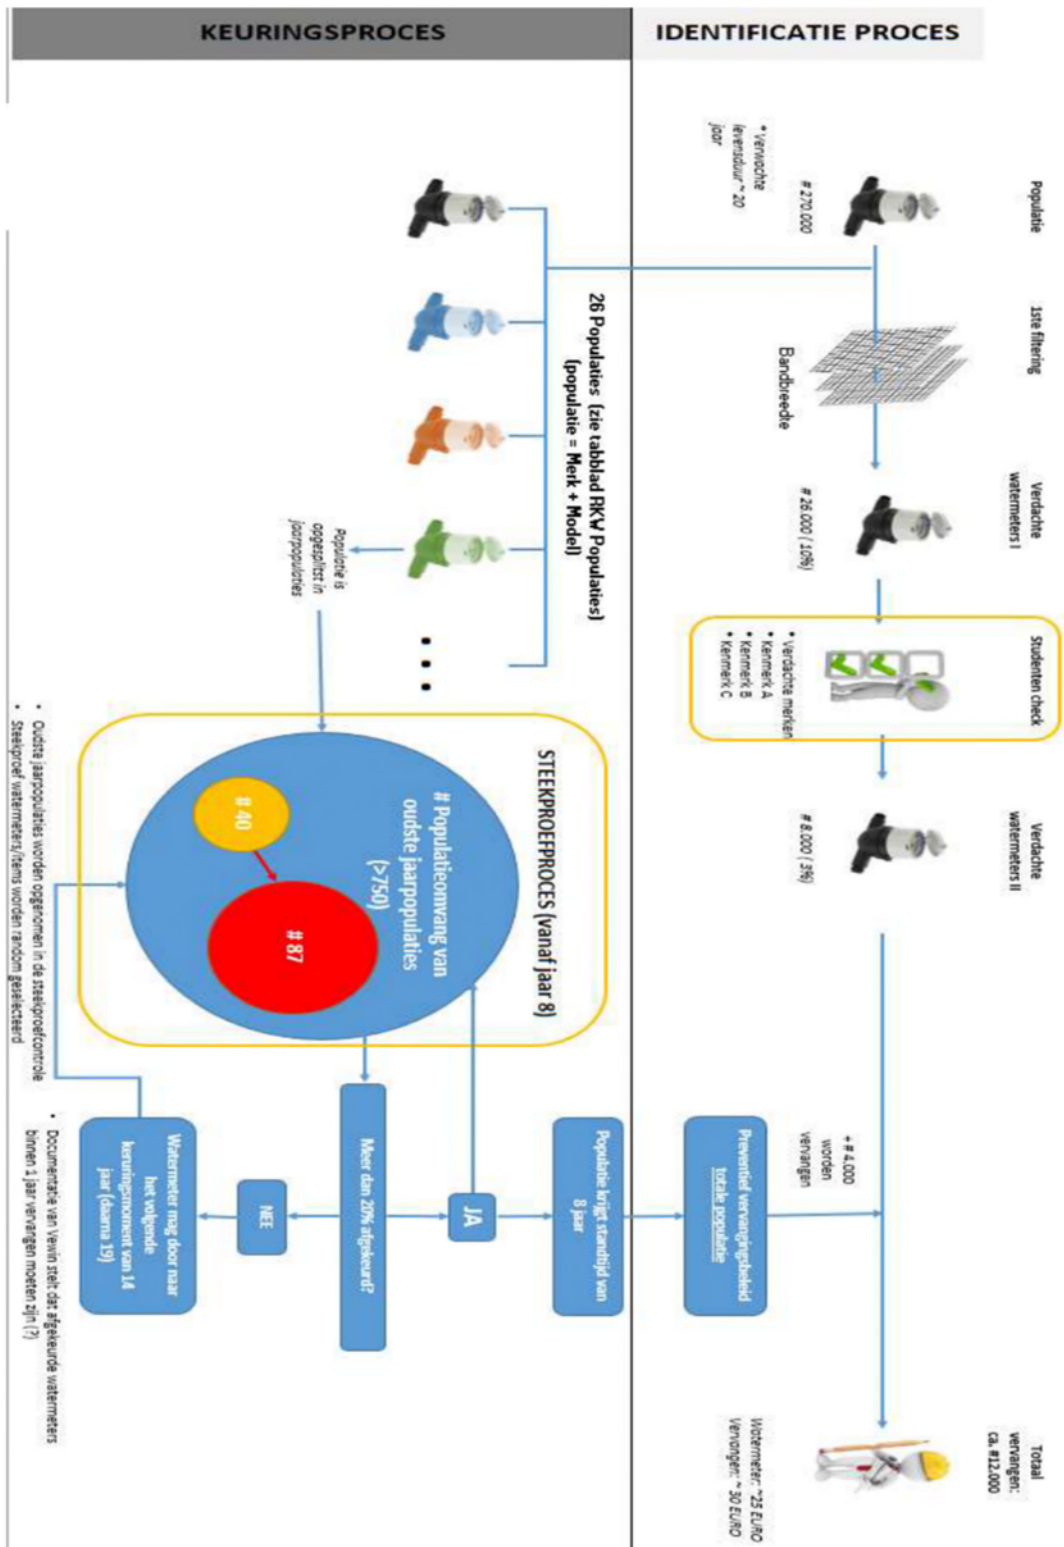 IDENTIFICATIE PROCES
Populatie
# 270.000
• Verwachte
levensduur ~ 20
jaar
1ste filtering
Bandbreedte
Verdachte
watermeters I
# 26.000 ( 10%)
Studenten check
• Verdachte merken
• Kenmerk A
• Kenmerk B
• Kenmerk C
Verdachte
watermeters II
# 8.000 ( 3%)
+ # 4.000
worden
vervangen
Preventief vervagingsbeleid
totale populatie
Totaal
vervangen:
ca. #12.000
Watermeter: ~25 EURO
Vervangen: ~ 30 EURO
KEURINGSPROCES
26 Populaties (zie tabblad RKW Populaties)
(populatie = Merk + Model)
Populatie is
opgesplitst in
jaarpopulaties
STEEKPROEFPROCES (vanaf jaar 8)
# Populatieomvang van
oudste jaarpopulaties
(>750)
# 40
# 87
• Oudste jaarpopulaties worden opgenomen in de steekproefcontrole
• Steekproef watermeters/items worden random geselecteerd
Populatie krijgt standtijd van
8 jaar
JA
Meer dan 20% afgekeurd?
NEE
Watermeter mag door naar
het volgende
keruringsmoment van 14
jaar (daarna 19)
• Documentatie van Vewin stelt dat afgekeurde watermeters
binnen 1 jaar vervangen moeten zijn (?)